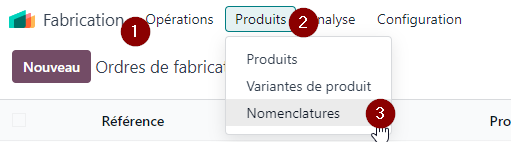 Fabrication 1 Opérations Produits 2 Analyse Configuration
Nouveau Ordres de fabricat
Produits
Variantes de produit
Nomenclatures 3
Référence Pro